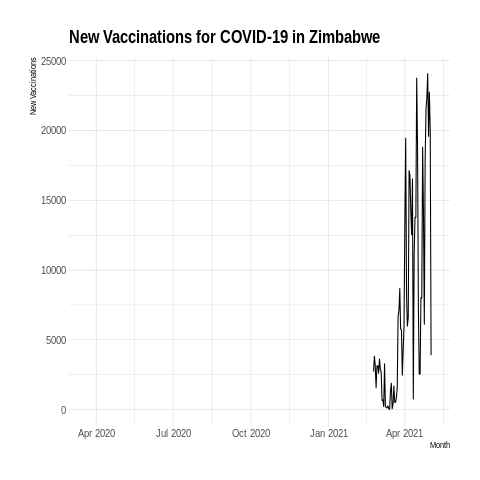 New Vaccinations for COVID-19 in Zimbabwe
New Vaccinations
25000
20000
15000
10000
5000
0
Apr 2020 Jul 2020 Oct 2020 Jan 2021 Apr 2021
Month